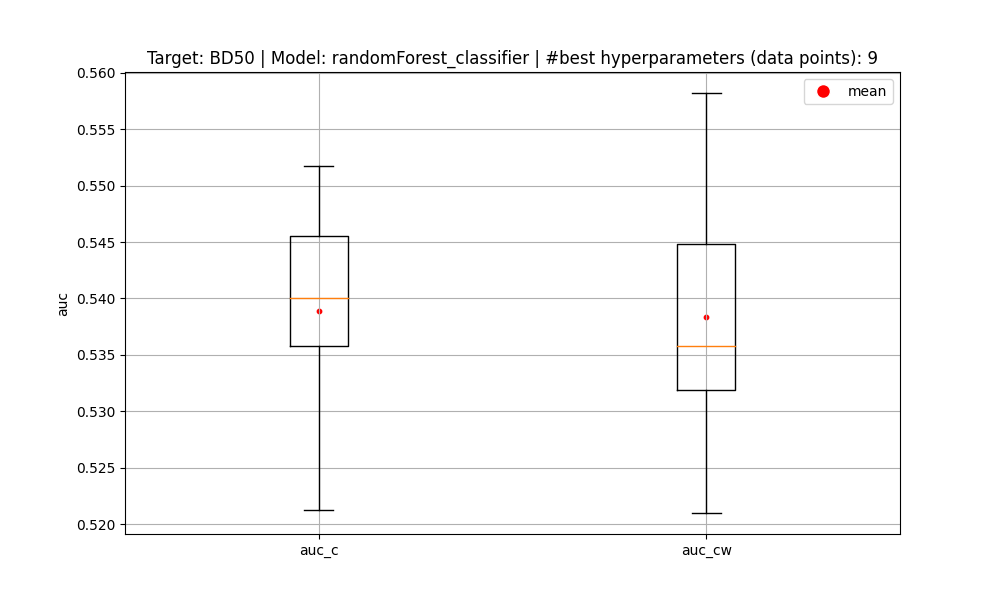 Target: BD50 | Model: randomForest_classifier | #best hyperparameters (data points): 9
mean
0.560
0.555
0.550
0.545
0.540
0.535
0.530
0.525
0.520
auc
auc_c
auc_cw